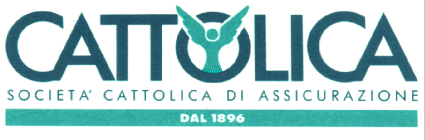 CATTOLICA
SOCIETA' CATTOLICA DI ASSICURAZIONE
DAL 1896